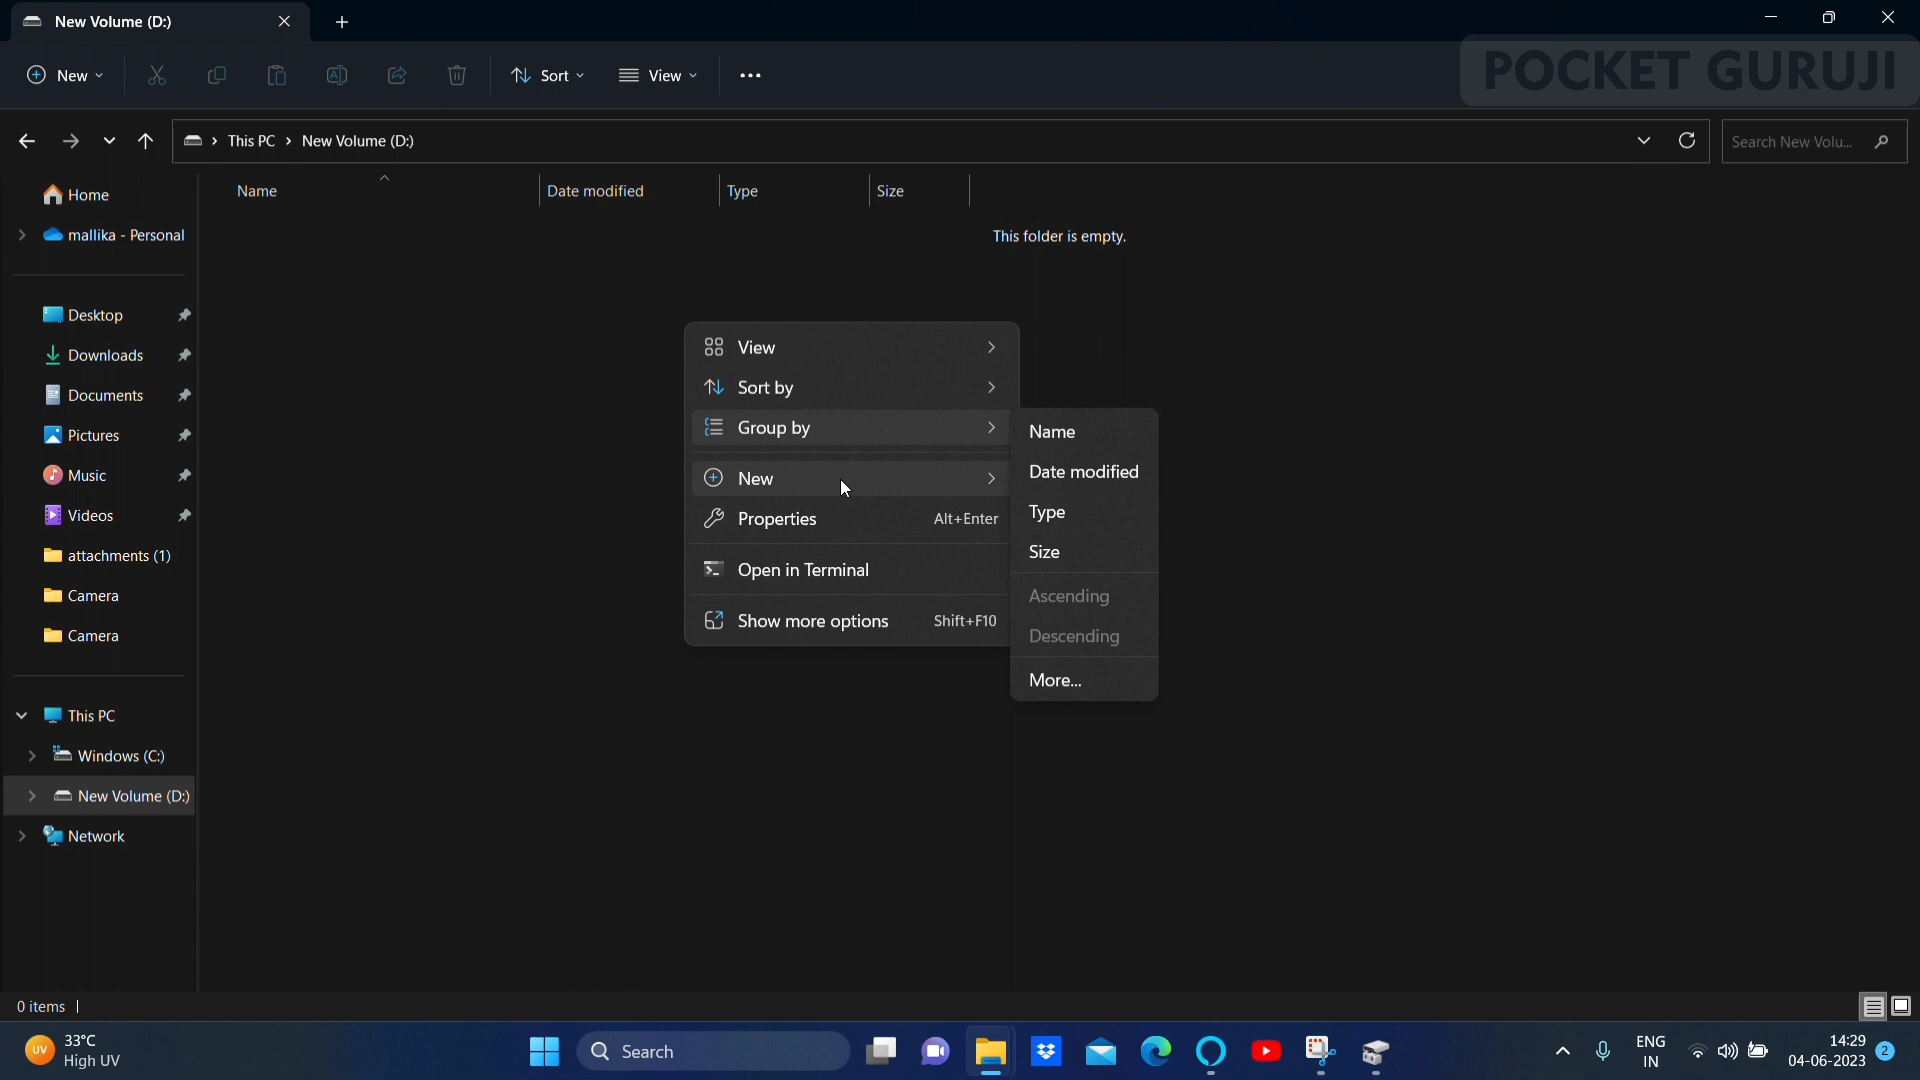 New Volume (D:)
New
Sort
View
POCKET GURUJI
This PC
New Volume (D:)
Search New Volu...
Name
Date modified
Type
Size
This folder is empty.
Home
mallika - Personal
Desktop
Downloads
Documents
Pictures
Music
Videos
attachments (1)
Camera
Camera
This PC
Windows (C:)
New Volume (D:)
Network
View
Sort by
Group by
New
Properties Alt+Enter
Open in Terminal
Show more options Shift+F10
Name
Date modified
Type
Size
Ascending
Descending
More...
0 items
UV
33°C
High UV
Search
ENG
IN
14:29
04-06-2023
2